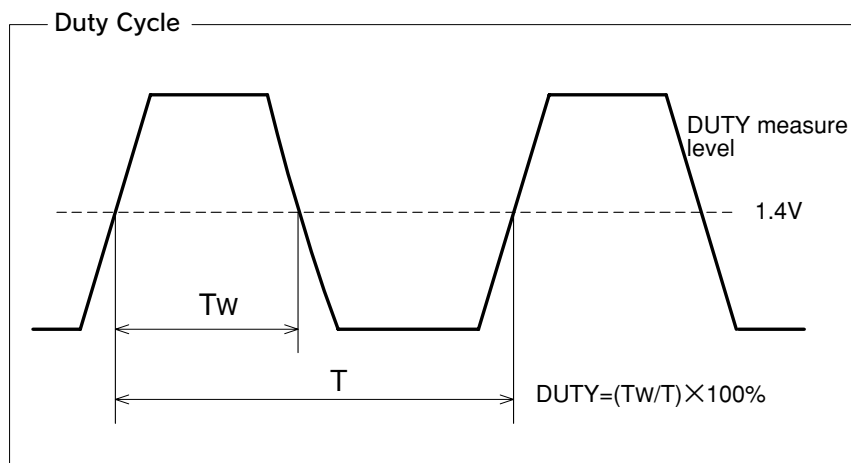 Duty Cycle
DUTY measure
level
1.4V
Tw
T
DUTY=(Tw/T)×100%